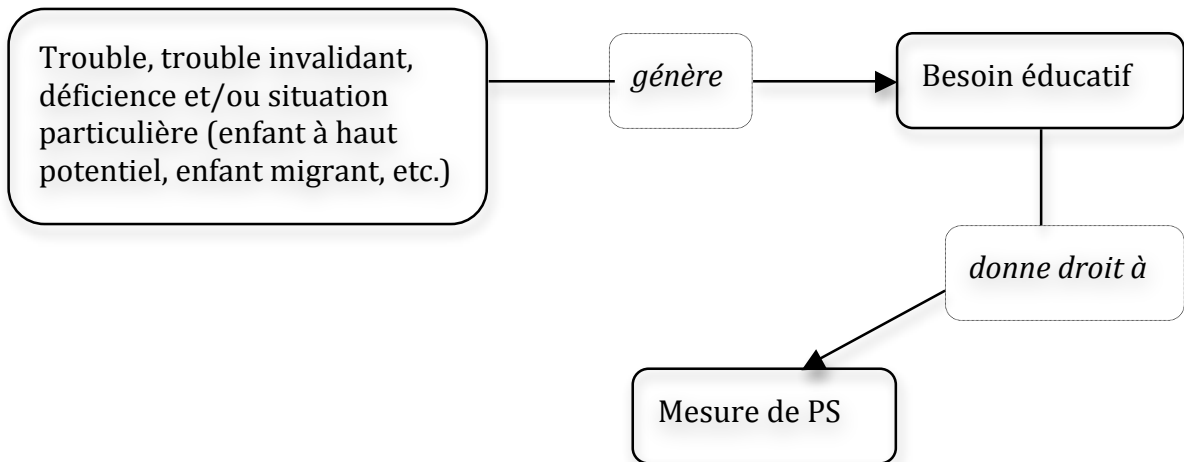 Trouble, trouble invalidant,
déficience et/ou situation
particulière (enfant à haut
potentiel, enfant migrant, etc.)
génère
Besoin éducatif
donne droit à
Mesure de PS